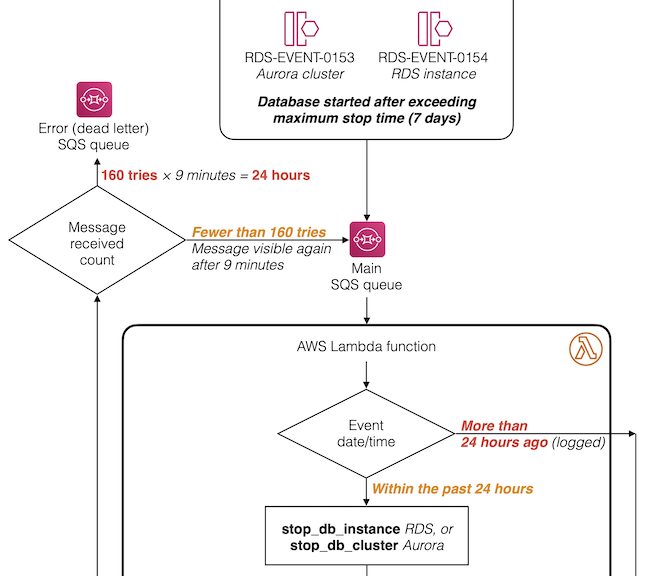 RDS-EVENT-0153
Aurora cluster
RDS-EVENT-0154
RDS instance
Database started after exceeding
maximum stop time (7 days)
Error (dead letter)
SQS queue
160 tries × 9 minutes = 24 hours
Message
received
count
Fewer than 160 tries
Message visible again
after 9 minutes
Main
SQS queue
AWS Lambda function
Event
date/time
More than
24 hours ago (logged)
Within the past 24 hours
stop_db_instance RDS, or
stop_db_cluster Aurora